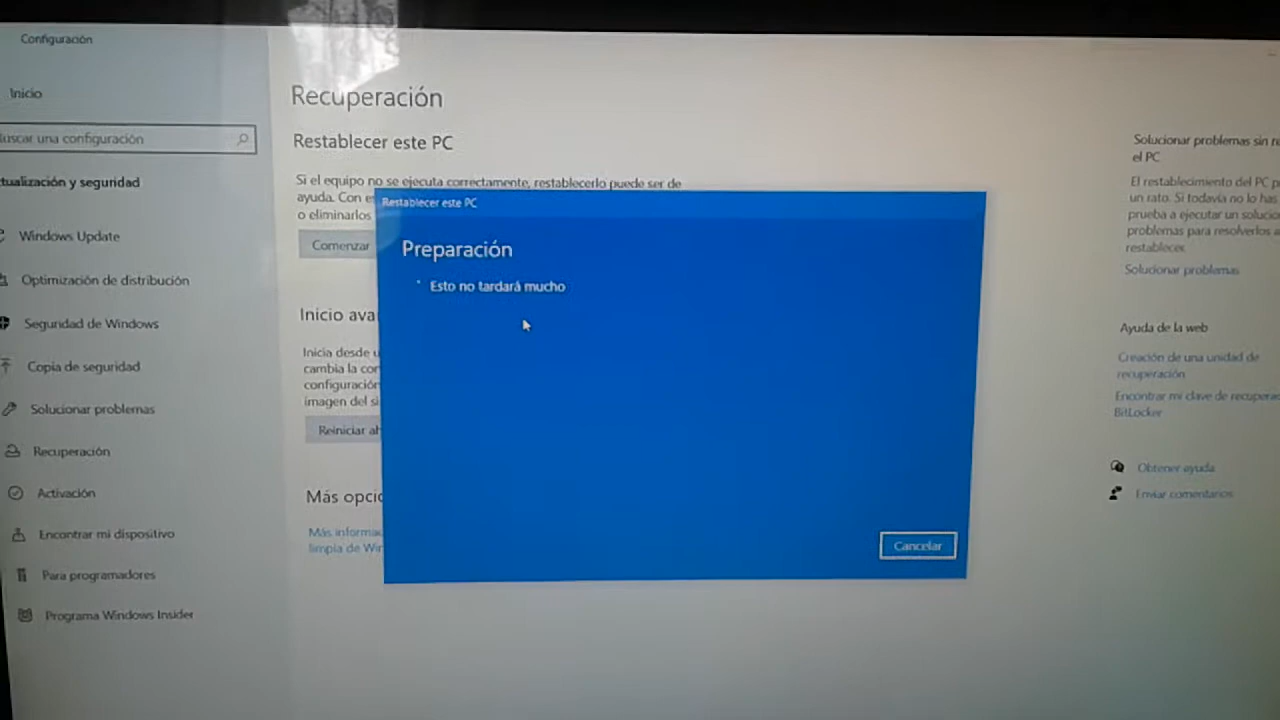 Configuración
Inicio
uscar una configuración
tualización y seguridad
Windows Update
Optimización de distribución
Seguridad de Windows
Copia de seguridad
Solucionar problemas
Recuperación
Activación
Encontrar mi dispositivo
Para programadores
Programa Windows Insider
Recuperación
Restablecer este PC
Si el equipo no se ejecuta correctamente, restablecerlo puede ser de
ayuda. Con e
o eliminarlos
Comenzar
Inicio ava
Inicia desde u
cambia la con
configuración
imagen del si
Reiniciar ah
Más opcio
Más informac
limpia de Win
Restablecer este PC
Preparación
Esto no tardará mucho
Cancelar
Solucionar problemas sin re
el PC
El restablecimiento del PC p
un rato. Si todavía no lo has
prueba a ejecutar un solucio
problemas para resolverlos a
restablecer.
Solucionar problemas
Ayuda de la web
Creación de una unidad de
recuperación
Encontrar mi clave de recuperac
BitLocker
Obtener ayuda
Enviar comentarios